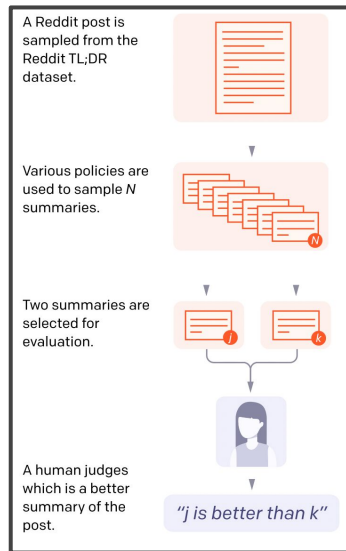 A Reddit post is
sampled from the
Reddit TL;DR
dataset.
Various policies are
used to sample N
summaries.
N
Two summaries are
selected for
evaluation.
j
k
A human judges
which is a better
summary of the
post.
"j is better than k"